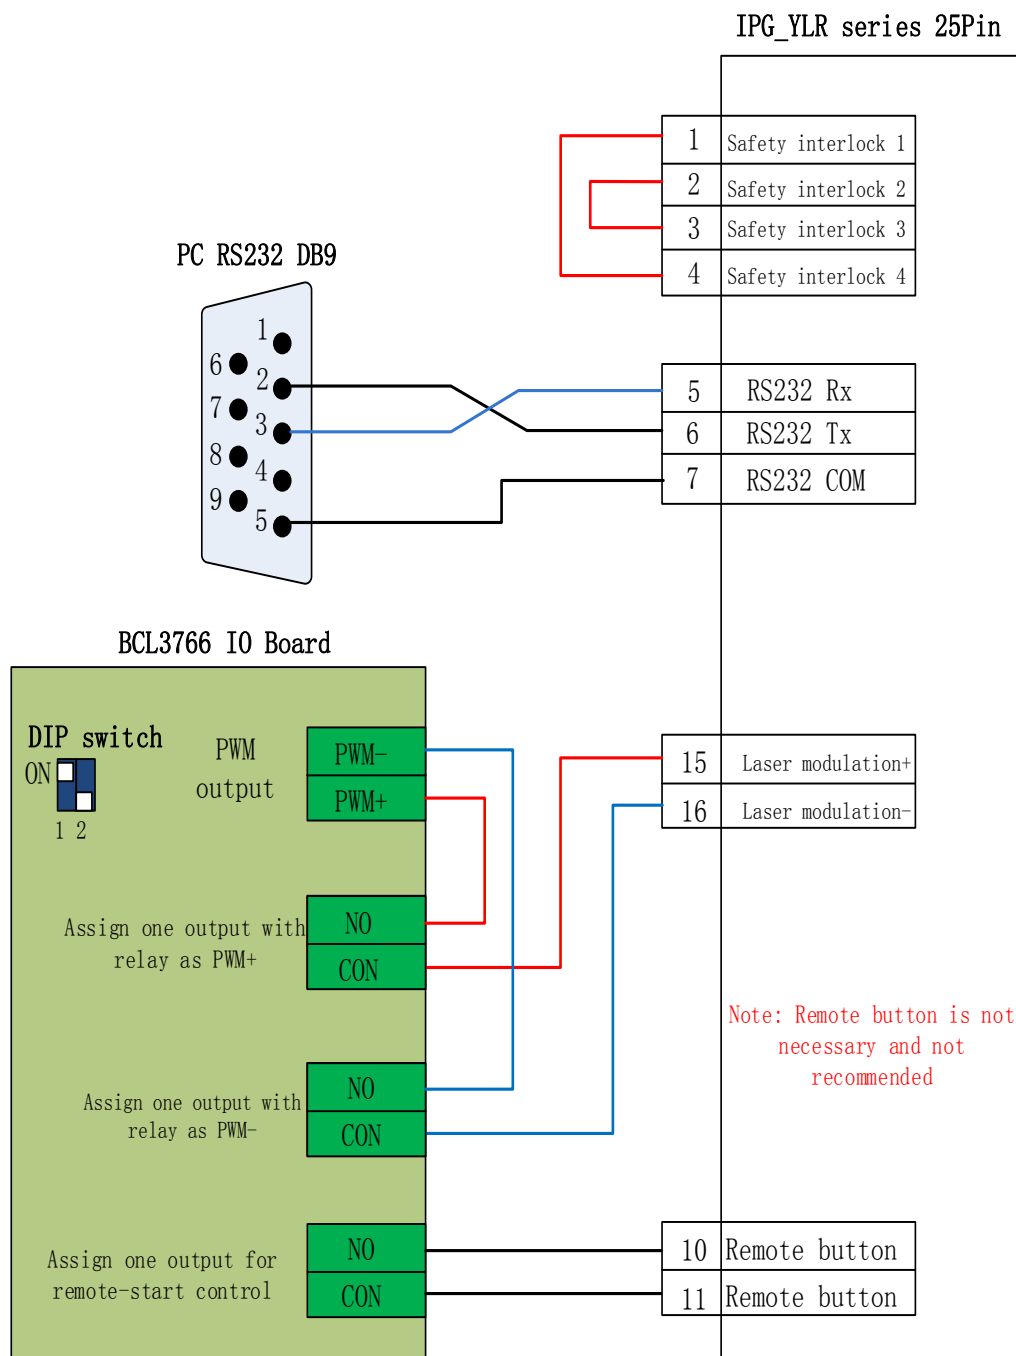 IPG_YLR series 25Pin
1 Safety interlock 1
2 Safety interlock 2
3 Safety interlock 3
4 Safety interlock 4
PC RS232 DB9
1
6
2
7
3
8
4
9
5
5 RS232 Rx
6 RS232 Tx
7 RS232 COM
BCL3766 IO Board
DIP switch
ON
1 2
PWM
output
PWM-
PWM+
15 Laser modulation+
16 Laser modulation-
Assign one output with
relay as PWM+
NO
CON
Note: Remote button is not
necessary and not
recommended
Assign one output with
relay as PWM-
NO
CON
Assign one output for
remote-start control
NO
CON
10 Remote button
11 Remote button